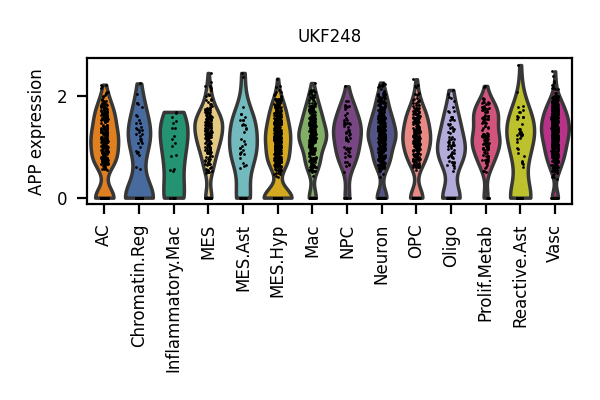 UKF248
APP expression
2
0
AC
Chromatin.Reg
Inflammatory.Mac
MES
MES.Ast
MES.Hyp
Mac
NPC
Neuron
OPC
Oligo
Prolif.Metab
Reactive.Ast
Vasc